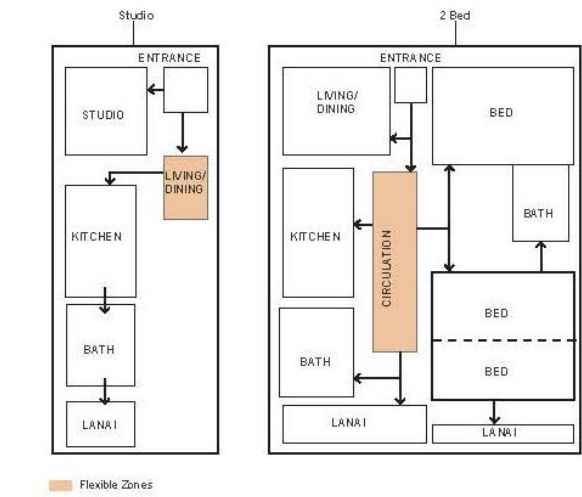 Studio
ENTRANCE
STUDIO
LIVING/
DINING
KITCHEN
BATH
LANAI
2 Bed
ENTRANCE
LIVING/
DINING
BED
KITCHEN
CIRCULATION
BATH
BED
BATH
BED
LANAI
LANAI
Flexible Zones